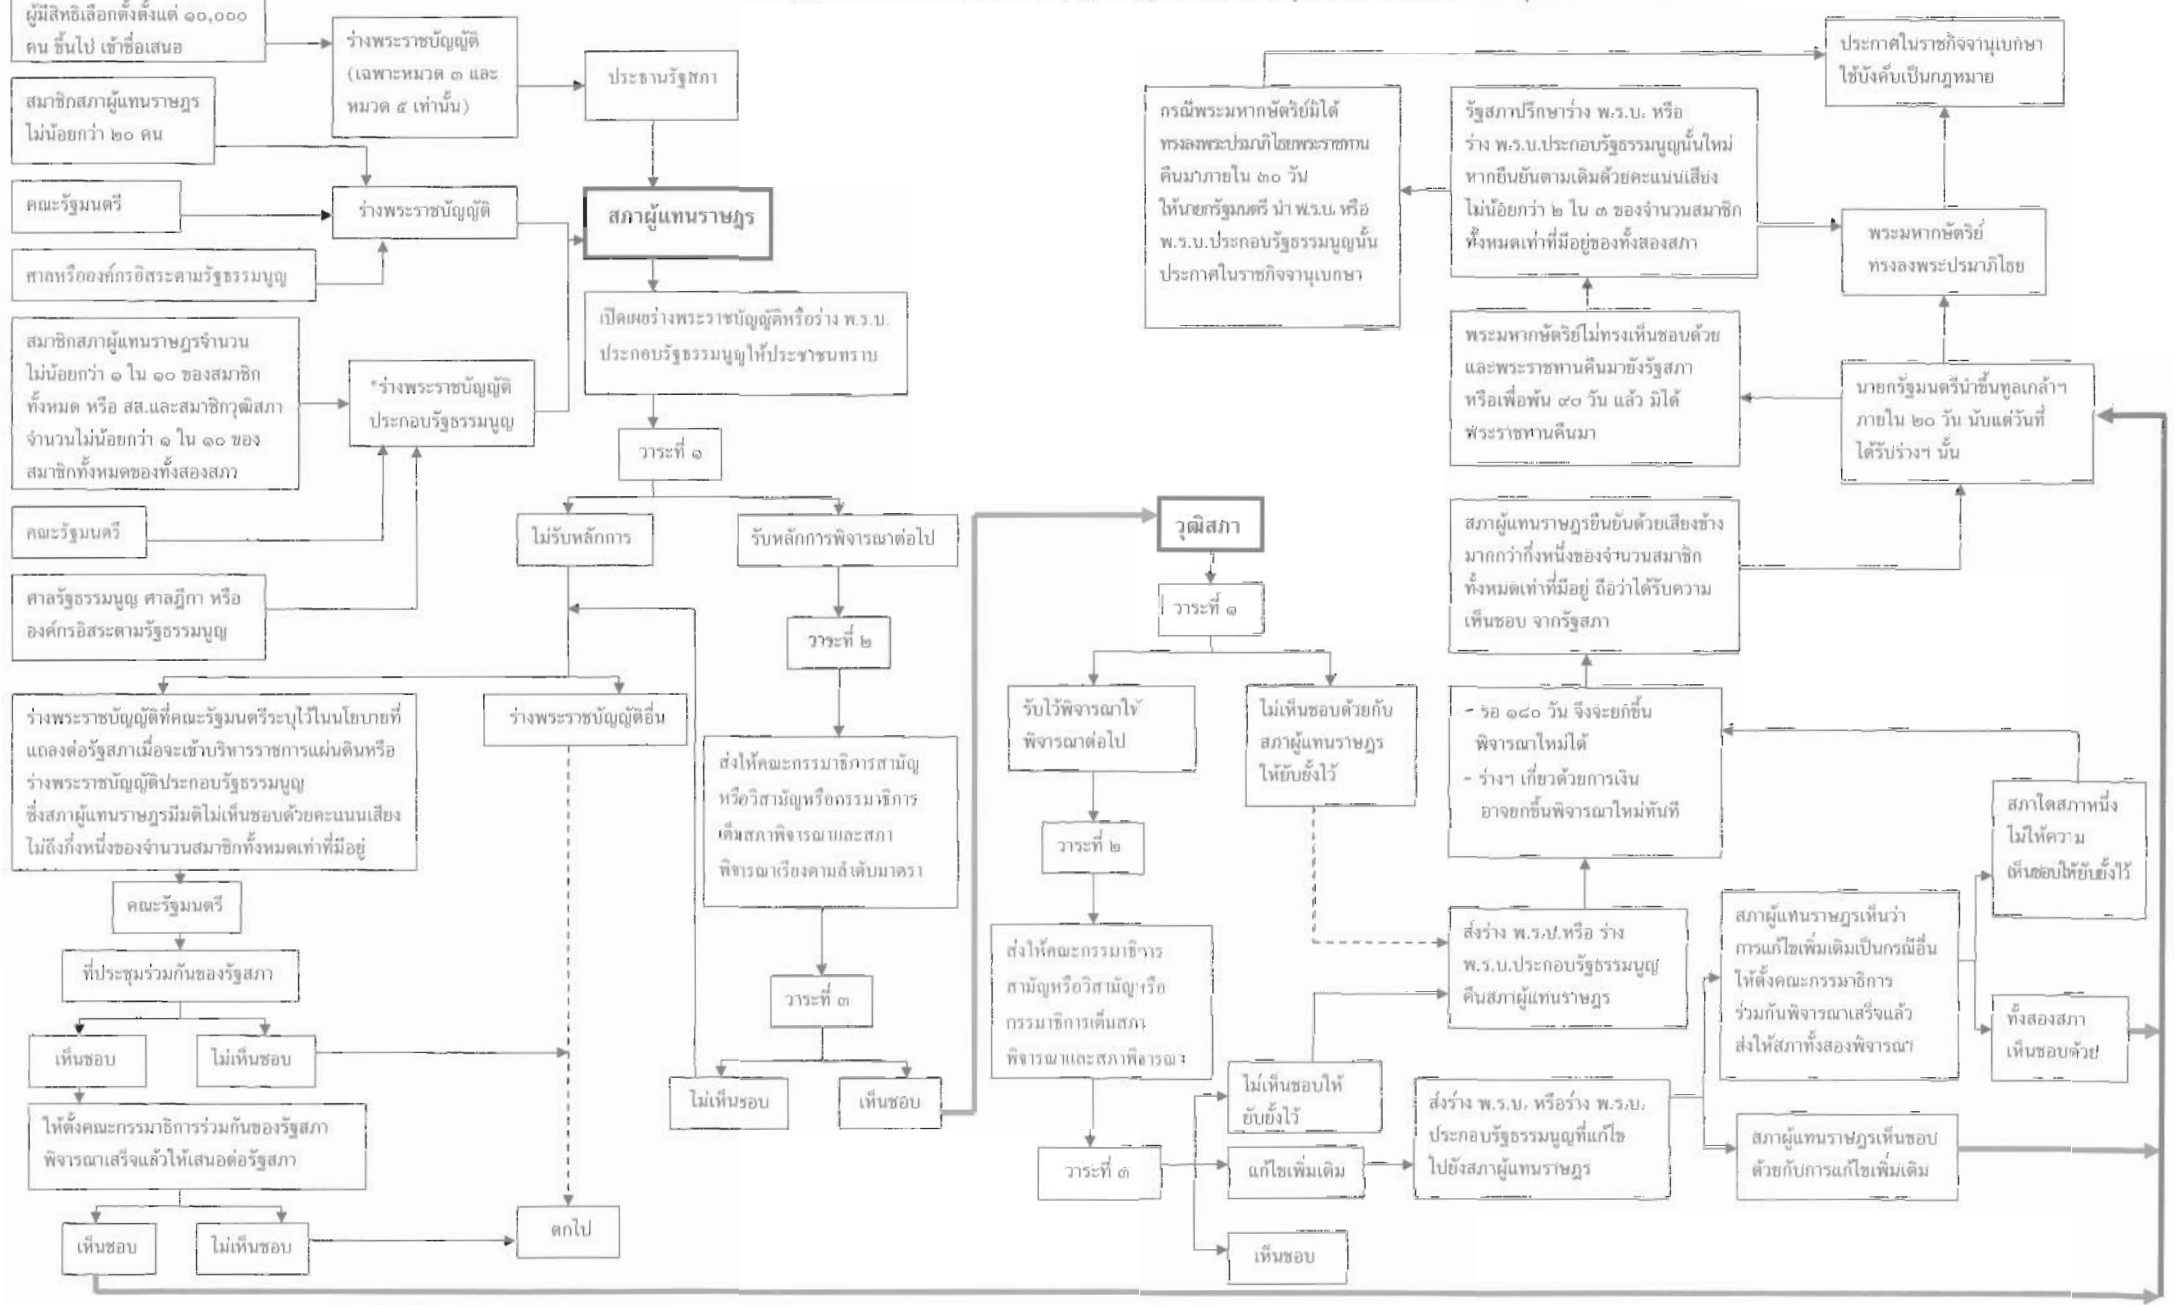 ผู้มีสิทธิเลือกตั้งตั้งแต่ ๑๐,๐๐๐
คน ขึ้นไป เข้าชื่อเสนอ
ร่างพระราชบัญญัติ
(เฉพาะหมวด ๓ และ
หมวด ๕ เท่านั้น)
ประธานรัฐสภา
สมาชิกสภาผู้แทนราษฎร
ไม่น้อยกว่า ๒๐ คน
คณะรัฐมนตรี
ร่างพระราชบัญญัติ
ศาลหรือองค์กรอิสระตามรัฐธรรมนูญ
สมาชิกสภาผู้แทนราษฎรจำนวน
ไม่น้อยกว่า ๑ ใน ๑๐ ของสมาชิก
ทั้งหมด หรือ สส.และสมาชิกวุฒิสภา
จำนวนไม่น้อยกว่า ๑ ใน ๑๐ ของ
สมาชิกทั้งหมดของทั้งสองสภา
*ร่างพระราชบัญญัติ
ประกอบรัฐธรรมนูญ
คณะรัฐมนตรี
ศาลรัฐธรรมนูญ ศาลฎีกา หรือ
องค์กรอิสระตามรัฐธรรมนูญ
สภาผู้แทนราษฎร
เปิดเผยร่างพระราชบัญญัติหรือร่าง พ.ร.บ.
ประกอบรัฐธรรมนูญให้ประชาชนทราบ
วาระที่ ๑
ไม่รับหลักการ
รับหลักการพิจารณาต่อไป
ร่างพระราชบัญญัติที่คณะรัฐมนตรีระบุไว้ในนโยบายที่
แถลงต่อรัฐสภาเมื่อจะเข้าบริหารราชการแผ่นดินหรือ
ร่างพระราชบัญญัติประกอบรัฐธรรมนูญ
ซึ่งสภาผู้แทนราษฎรมีมติไม่เห็นชอบด้วยคะแนนเสียง
ไม่ถึงกึ่งหนึ่งของจำนวนสมาชิกทั้งหมดเท่าที่มีอยู่
ร่างพระราชบัญญัติอื่น
คณะรัฐมนตรี
ที่ประชุมร่วมกันของรัฐสภา
เห็นชอบ
ไม่เห็นชอบ
ให้ตั้งคณะกรรมาธิการร่วมกันของรัฐสภา
พิจารณาเสร็จแล้วให้เสนอต่อรัฐสภา
เห็นชอบ
ไม่เห็นชอบ
ตกไป
วาระที่ ๒
ส่งให้คณะกรรมาธิการสามัญ
หรือวิสามัญหรือกรรมาธิการ
เต็มสภาพิจารณาและสภา
พิจารณาเรียงตามลำดับมาตรา
วาระที่ ๓
ไม่เห็นชอบ
เห็นชอบ
วุฒิสภา
วาระที่ ๑
รับไว้พิจารณาให้
พิจารณาต่อไป
ไม่เห็นชอบด้วยกับ
สภาผู้แทนราษฎร
ให้ยับยั้งไว้
วาระที่ ๒
ส่งให้คณะกรรมาธิการ
สามัญหรือวิสามัญหรือ
กรรมาธิการเต็มสภา
พิจารณาและสภาพิจารณา
วาระที่ ๓
ไม่เห็นชอบให้
ยับยั้งไว้
แก้ไขเพิ่มเติม
เห็นชอบ
ส่งร่าง พ.ร.บ. หรือร่าง พ.ร.บ.
ประกอบรัฐธรรมนูญที่แก้ไข
ไปยังสภาผู้แทนราษฎร
ส่งร่าง พ.ร.บ.หรือ ร่าง
พ.ร.บ.ประกอบรัฐธรรมนูญ
คืนสภาผู้แทนราษฎร
- รอ ๑๘๐ วัน จึงจะยกขึ้น
พิจารณาใหม่ได้
- ร่างฯ เกี่ยวด้วยการเงิน
อาจยกขึ้นพิจารณาใหม่ทันที
สภาผู้แทนราษฎรยืนยันด้วยเสียงข้าง
มากกว่ากึ่งหนึ่งของจำนวนสมาชิก
ทั้งหมดเท่าที่มีอยู่ ถือว่าได้รับความ
เห็นชอบ จากรัฐสภา
สภาผู้แทนราษฎรเห็นว่า
การแก้ไขเพิ่มเติมเป็นกรณีอื่น
ให้ตั้งคณะกรรมาธิการ
ร่วมกันพิจารณาเสร็จแล้ว
ส่งให้สภาทั้งสองพิจารณา
สภาผู้แทนราษฎรเห็นชอบ
ด้วยกับการแก้ไขเพิ่มเติม
สภาใดสภาหนึ่ง
ไม่ให้ความ
เห็นชอบให้ยับยั้งไว้
ทั้งสองสภา
เห็นชอบด้วย
นายกรัฐมนตรีนำขึ้นทูลเกล้าฯ
ภายใน ๒๐ วัน นับแต่วันที่
ได้รับร่างฯ นั้น
พระมหากษัตริย์
ทรงลงพระปรมาภิไธย
ประกาศในราชกิจจานุเบกษา
ใช้บังคับเป็นกฎหมาย
พระมหากษัตริย์ไม่ทรงเห็นชอบด้วย
และพระราชทานคืนมายังรัฐสภา
หรือเพื่อพ้น ๙๐ วัน แล้ว มิได้
พระราชทานคืนมา
รัฐสภาปรึกษาร่าง พ.ร.บ. หรือ
ร่าง พ.ร.บ.ประกอบรัฐธรรมนูญนั้นใหม่
หากยืนยันตามเดิมด้วยคะแนนเสียง
ไม่น้อยกว่า ๒ ใน ๓ ของจำนวนสมาชิก
ทั้งหมดเท่าที่มีอยู่ของทั้งสองสภา
กรณีพระมหากษัตริย์มิได้
ทรงลงพระปรมาภิไธยพระราชทาน
คืนมาภายใน ๓๐ วัน
ให้นายกรัฐมนตรี นำ พ.ร.บ. หรือ
พ.ร.บ.ประกอบรัฐธรรมนูญนั้น
ประกาศในราชกิจจานุเบกษา